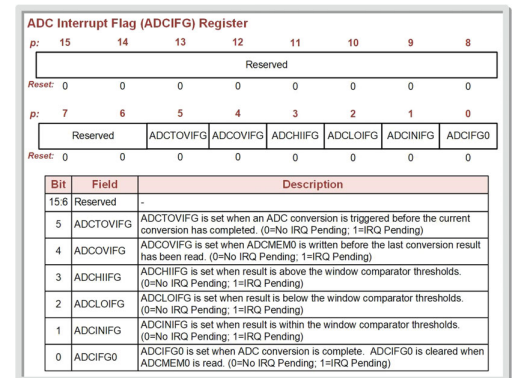 ADC Interrupt Flag (ADCIFG) Register
p: 15 14 13 12 11 10 9 8
Reserved
Reset: 0 0 0 0 0 0 0 0
p: 7 6 5 4 3 2 1 0
Reserved ADCTOVIFG ADCOVIFG ADCHIIFG ADCLOIFG ADCINIFG ADCIFG0
Reset: 0 0 0 0 0 0 0 0
Bit Field Description
15:6 Reserved -
5 ADCTOVIFG ADCTOVIFG is set when an ADC conversion is triggered before the current
conversion has completed. (0=No IRQ Pending; 1=IRQ Pending)
4 ADCOVIFG ADCOVIFG is set when ADCMEM0 is written before the last conversion result
has been read. (0=No IRQ Pending; 1=IRQ Pending)
3 ADCHIIFG ADCHIIFG is set when result is above the window comparator thresholds.
(0=No IRQ Pending; 1=IRQ Pending)
2 ADCLOIFG ADCLOIFG is set when result is below the window comparator thresholds.
(0=No IRQ Pending; 1=IRQ Pending)
1 ADCINIFG ADCINIFG is set when result is within the window comparator thresholds.
(0=No IRQ Pending; 1=IRQ Pending)
0 ADCIFG0 ADCIFG0 is set when ADC conversion is complete. ADCIFG0 is cleared when
ADCMEM0 is read. (0=No IRQ Pending; 1=IRQ Pending)